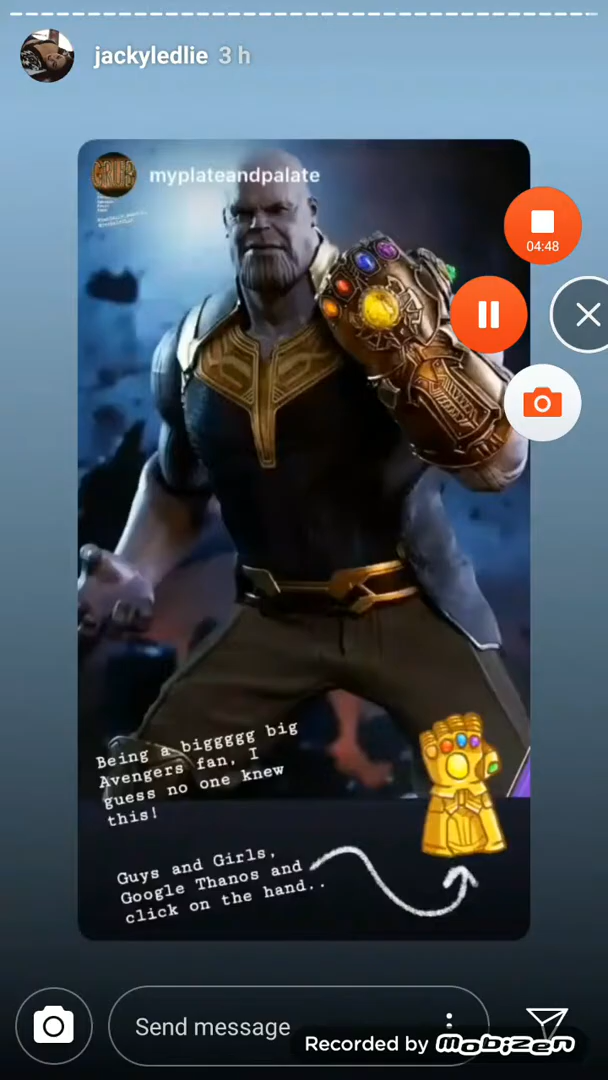 jackyledlie 3 h
myplateandpalate
04:48
Being a biggggg big
Avengers fan, I
guess no one knew
this!
Guys and Girls,
Google Thanos and
click on the hand..
Send message
Recorded by mobizen